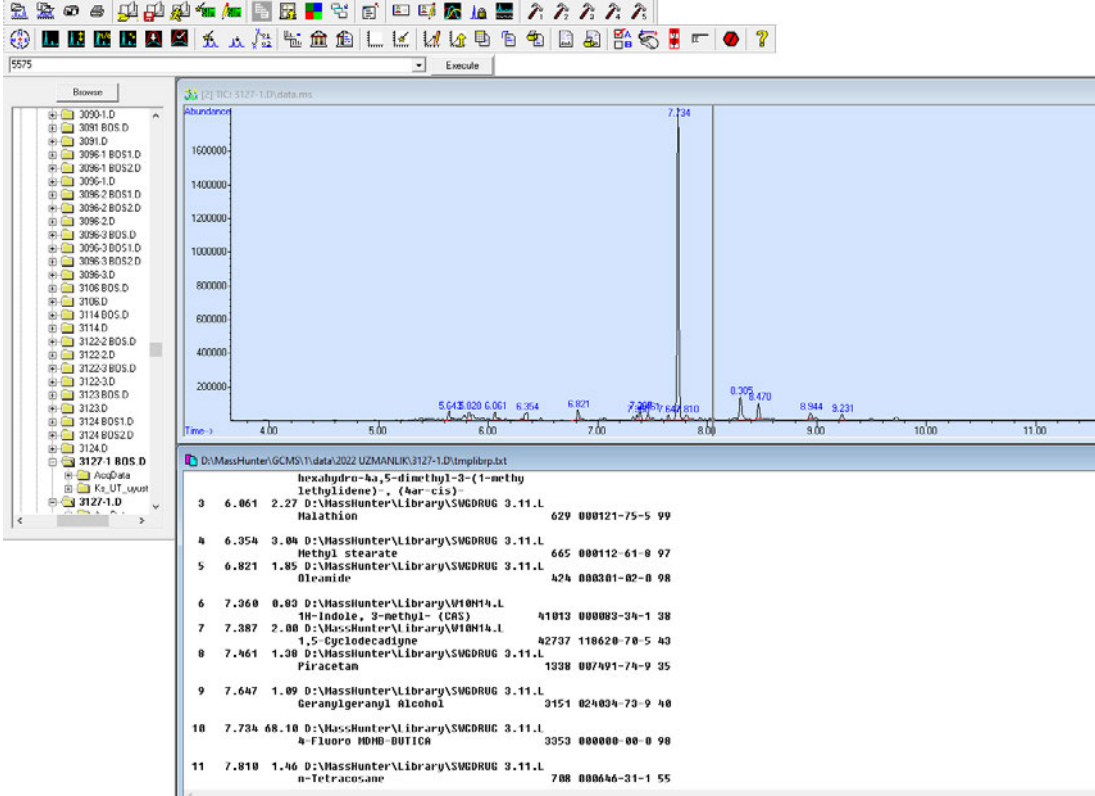 5575
Execute
Browse
3090-1.D
3091 BOS.D
3091.D
3096-1 BOS1.D
3096-1 BOS2.D
3096-1.D
3096-2 BOS1.D
3096-2 BOS2.D
3096-2.D
3096-3 BOS.D
3096-3 BOS1.D
3096-3 BOS2.D
3096-3.D
3106 BOS.D
3106.D
3114 BOS.D
3114.D
3122-2 BOS.D
3122-2.D
3122-3 BOS.D
3122-3.D
3123 BOS.D
3123.D
3124 BOS1.D
3124 BOS2.D
3124.D
3127-1 BOS.D
AcqData
Ks_UT_uyust
3127-1.D
[2] TIC: 3127-1.D\data.ms
Abundance
1600000
1400000
1200000
1000000
800000
600000
400000
200000
7.734
5.643
5.828
6.061
6.354
6.821
7.647
7.810
8.305
8.470
8.944
9.231
Time-->
4.00 5.00 6.00 7.00 8.00 9.00 10.00 11.00
D:\MassHunter\GCMS\1\data\2022 UZMANLIK\3127-1.D\tmplibrp.txt
hexahydro-4a,5-dimethyl-3-(1-methy
lethylidene)-, (4ar-cis)-
3 6.061 2.27 D:\MassHunter\Library\SWGDRUG 3.11.L
Malathion 629 000121-75-5 99
4 6.354 3.04 D:\MassHunter\Library\SWGDRUG 3.11.L
Methyl stearate 665 000112-61-8 97
5 6.821 1.85 D:\MassHunter\Library\SWGDRUG 3.11.L
Oleamide 424 000301-02-0 98
6 7.360 0.83 D:\MassHunter\Library\W10N14.L
1H-Indole, 3-methyl- (CAS) 41013 000083-34-1 38
7 7.387 2.00 D:\MassHunter\Library\W10N14.L
1,5-Cyclodecadiyne 42737 118620-70-5 43
8 7.461 1.38 D:\MassHunter\Library\SWGDRUG 3.11.L
Piracetam 1338 007491-74-9 35
9 7.647 1.09 D:\MassHunter\Library\SWGDRUG 3.11.L
Geranylgeranyl Alcohol 3151 024034-73-9 40
10 7.734 68.10 D:\MassHunter\Library\SWGDRUG 3.11.L
4-Fluoro MDMB-BUTICA 3353 000000-00-0 98
11 7.810 1.46 D:\MassHunter\Library\SWGDRUG 3.11.L
n-Tetracosane 708 000646-31-1 55